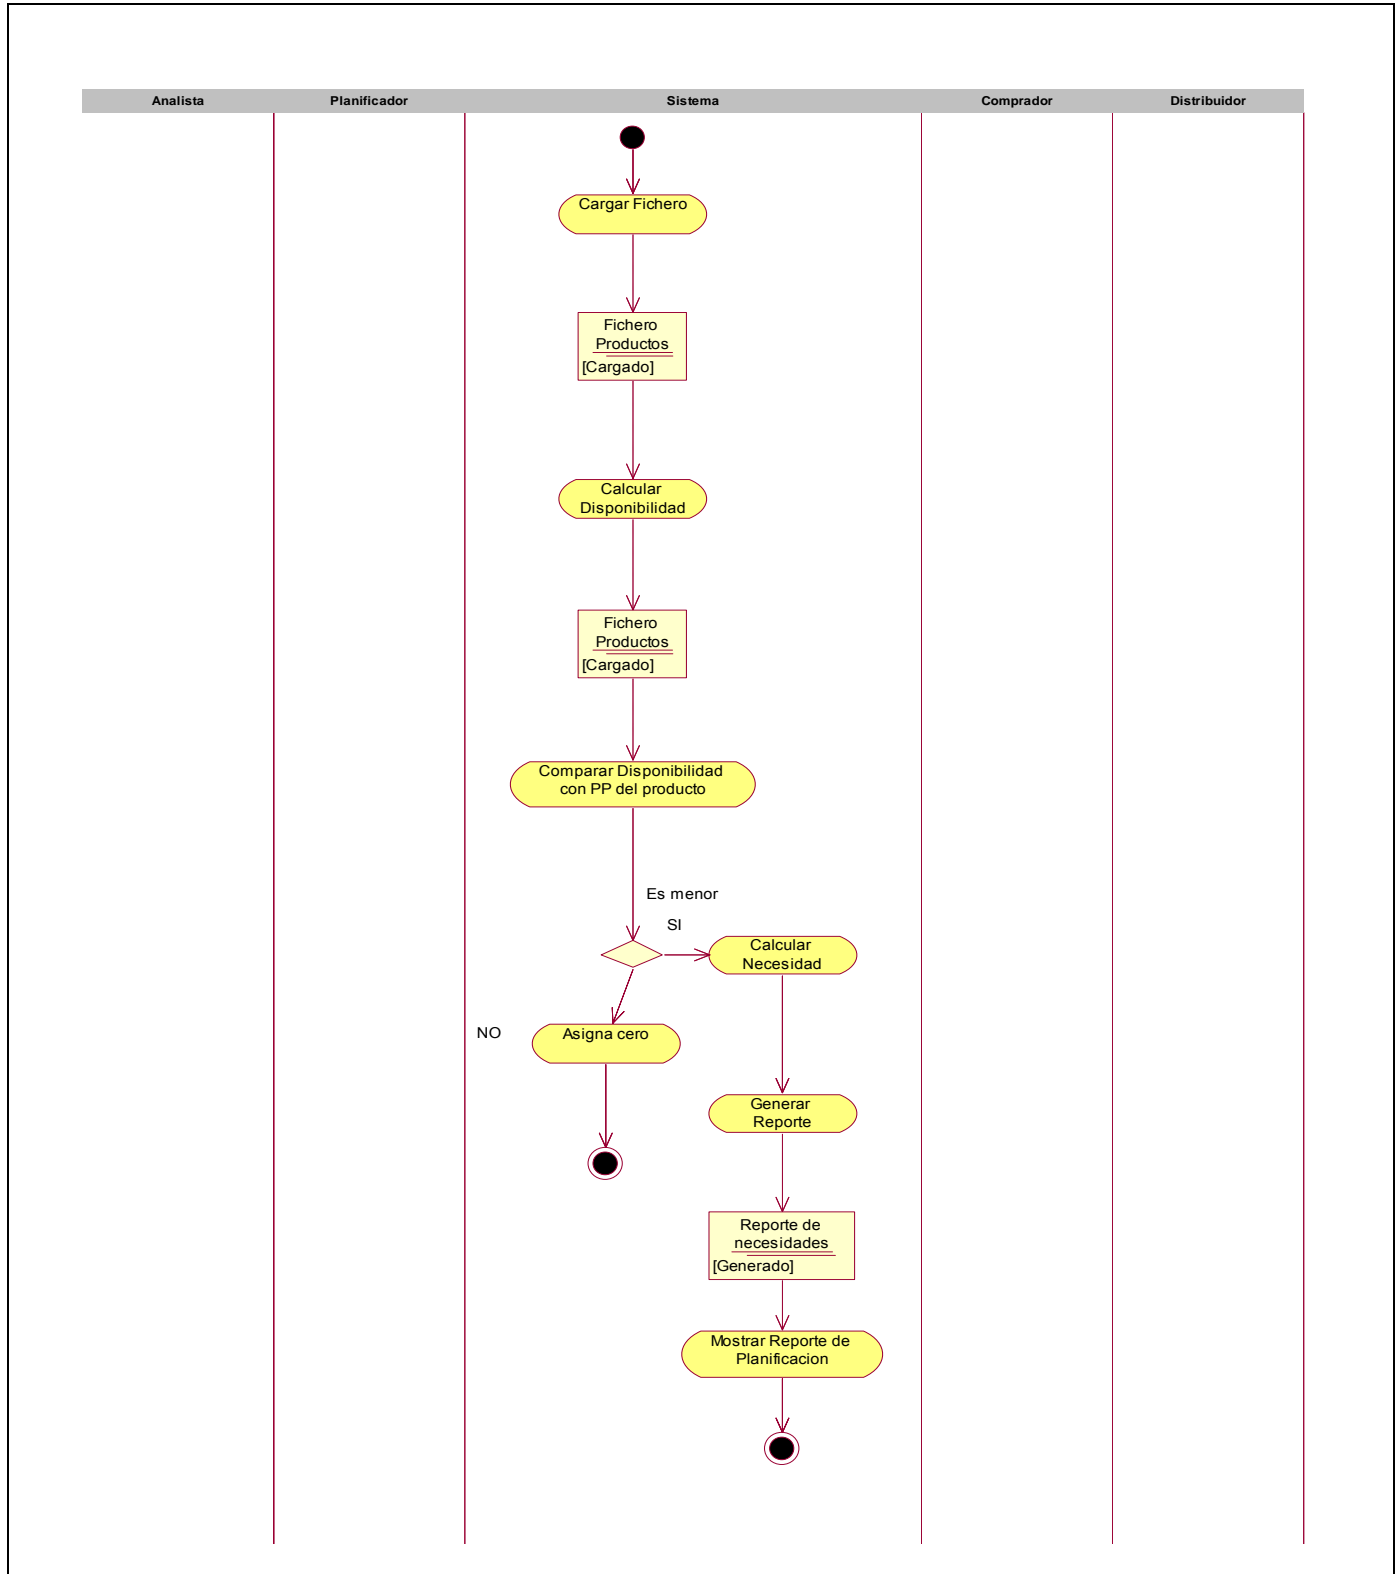 Analista
Planificador
Sistema
Comprador
Distribuidor
Cargar Fichero
Fichero
Productos
[Cargado]
Calcular
Disponibilidad
Fichero
Productos
[Cargado]
Comparar Disponibilidad
con PP del producto
Es menor
SI
Calcular
Necesidad
NO
Asigna cero
Generar
Reporte
Reporte de
necesidades
[Generado]
Mostrar Reporte de
Planificacion